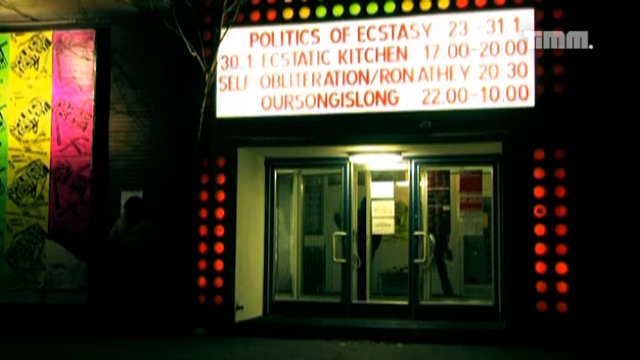 POLITICS OF ECSTASY 23.-31.1.
30.1 ECSTATIC KITCHEN 17.00-20.00
SELF OBLITERATION/RON ATHEY 20.30
OURSONGISLONG 22.00-10.00